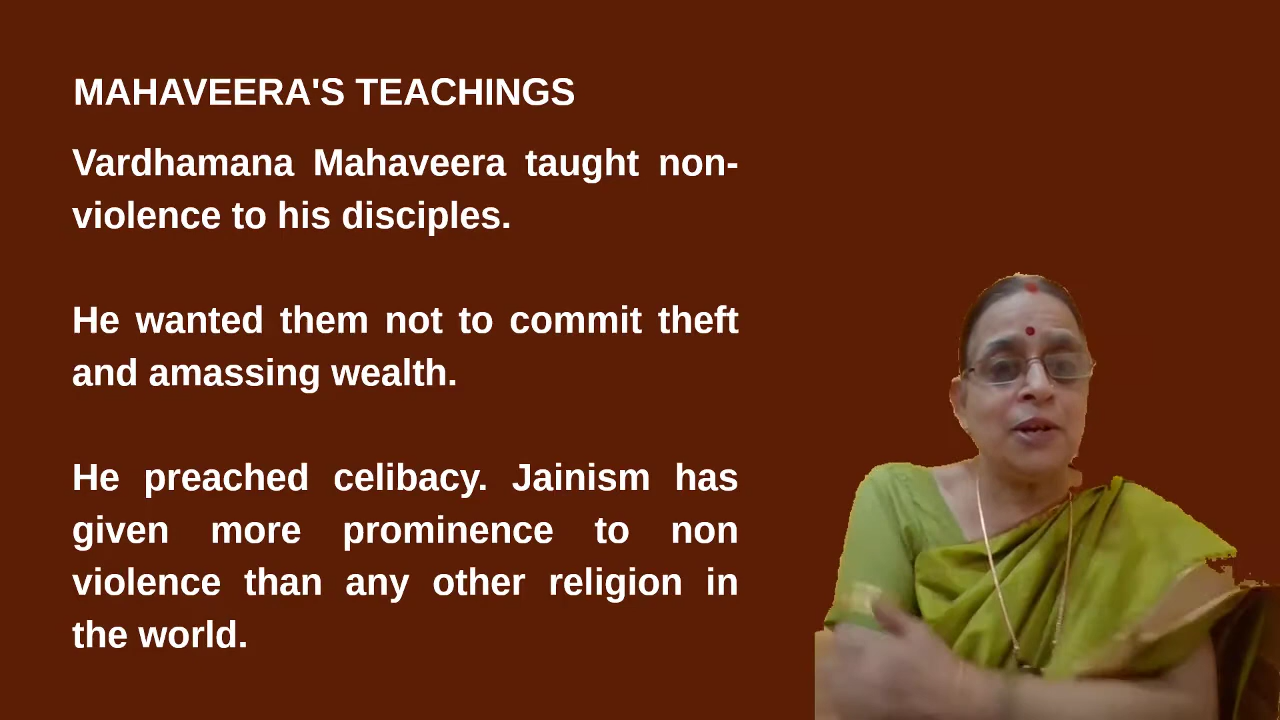 MAHAVEERA'S TEACHINGS
Vardhamana Mahaveera taught non-
violence to his disciples.
He wanted them not to commit theft
and amassing wealth.
He preached celibacy. Jainism has
given more prominence to non
violence than any other religion in
the world.